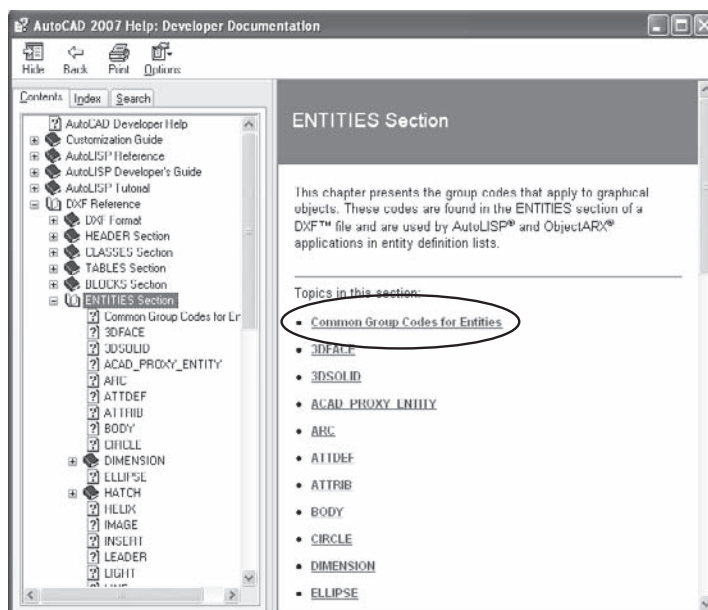 AutoCAD 2007 Help: Developer Documentation
Hide Back Print Options
Contents Index Search
AutoCAD Developer Help
Customization Guide
AutoLISP Reference
AutoLISP Developer's Guide
AutoLISP Tutorial
DXF Reference
DXF Format
HEADER Section
CLASSES Section
TABLES Section
BLOCKS Section
ENTITIES Section
Common Group Codes for Er
3DFACE
3DSOLID
ACAD_PROXY_ENTITY
ARC
ATTDEF
ATTRIB
BODY
CIRCLE
DIMENSION
ELLIPSE
HATCH
HELIX
IMAGE
INSERT
LEADER
LIGHT
ENTITIES Section
This chapter presents the group codes that apply to graphical
objects. These codes are found in the ENTITIES section of a
DXF™ file and are used by AutoLISP® and ObjectARX®
applications in entity definition lists.
Topics in this section:
Common Group Codes for Entities
3DFACE
3DSOLID
ACAD_PROXY_ENTITY
ARC
ATTDEF
ATTRIB
BODY
CIRCLE
DIMENSION
ELLIPSE